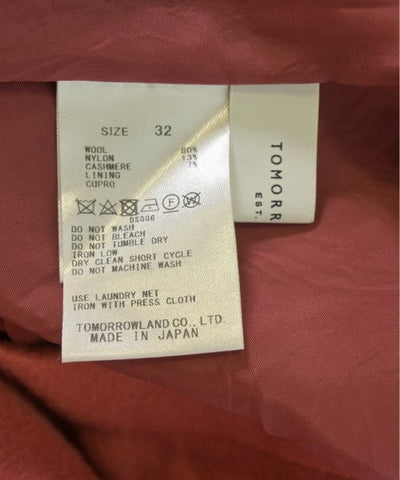 SIZE 32
WOOL 80%
NYLON 13%
CASHMERE 7%
LINING
CUPRO
DS006
DO NOT WASH
DO NOT BLEACH
DO NOT TUMBLE DRY
IRON LOW
DRY CLEAN SHORT CYCLE
DO NOT MACHINE WASH
USE LAUNDRY NET
IRON WITH PRESS CLOTH
TOMORROWLAND CO., LTD.
MADE IN JAPAN
TOMORR
EST.